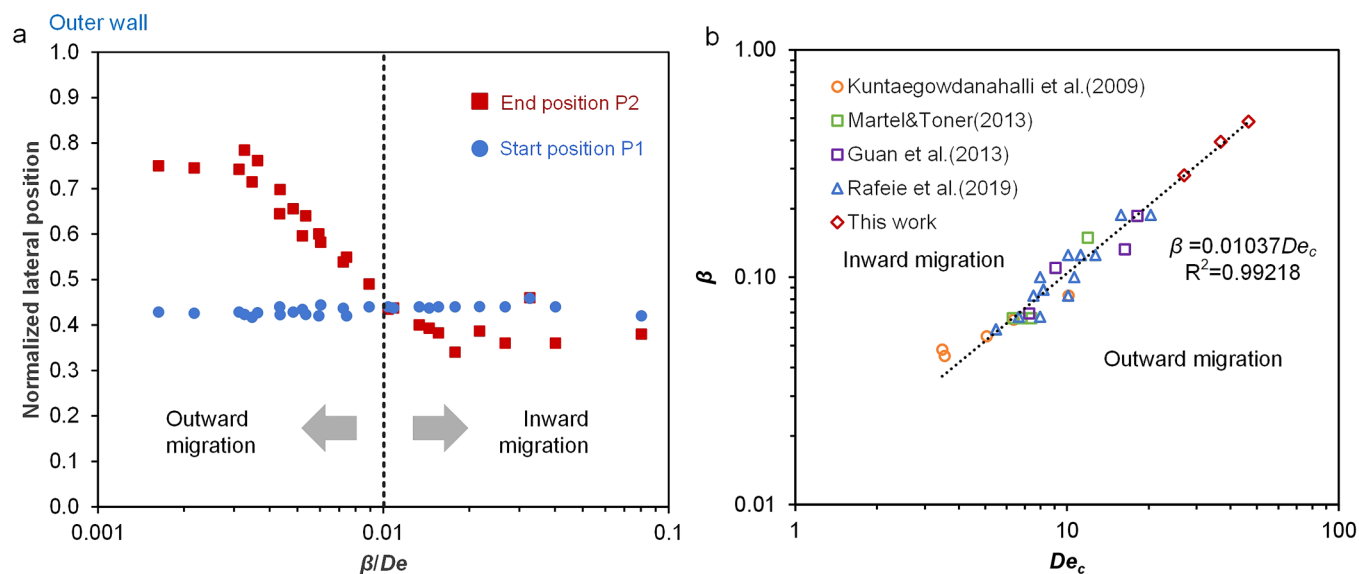 Outer wall
a
1.0
0.9
0.8
0.7
0.6
0.5
0.4
0.3
0.2
0.1
0.0
Normalized lateral position
End position P2
Start position P1
Outward
migration
Inward
migration
0.001
0.01
0.1
β/De
b
1.00
0.10
0.01
β
Kuntaegowdanahalli et al.(2009)
Martel&Toner(2013)
Guan et al.(2013)
Rafeie et al.(2019)
This work
Inward migration
β =0.01037Dec
R²=0.99218
Outward migration
1
10
100
Dec